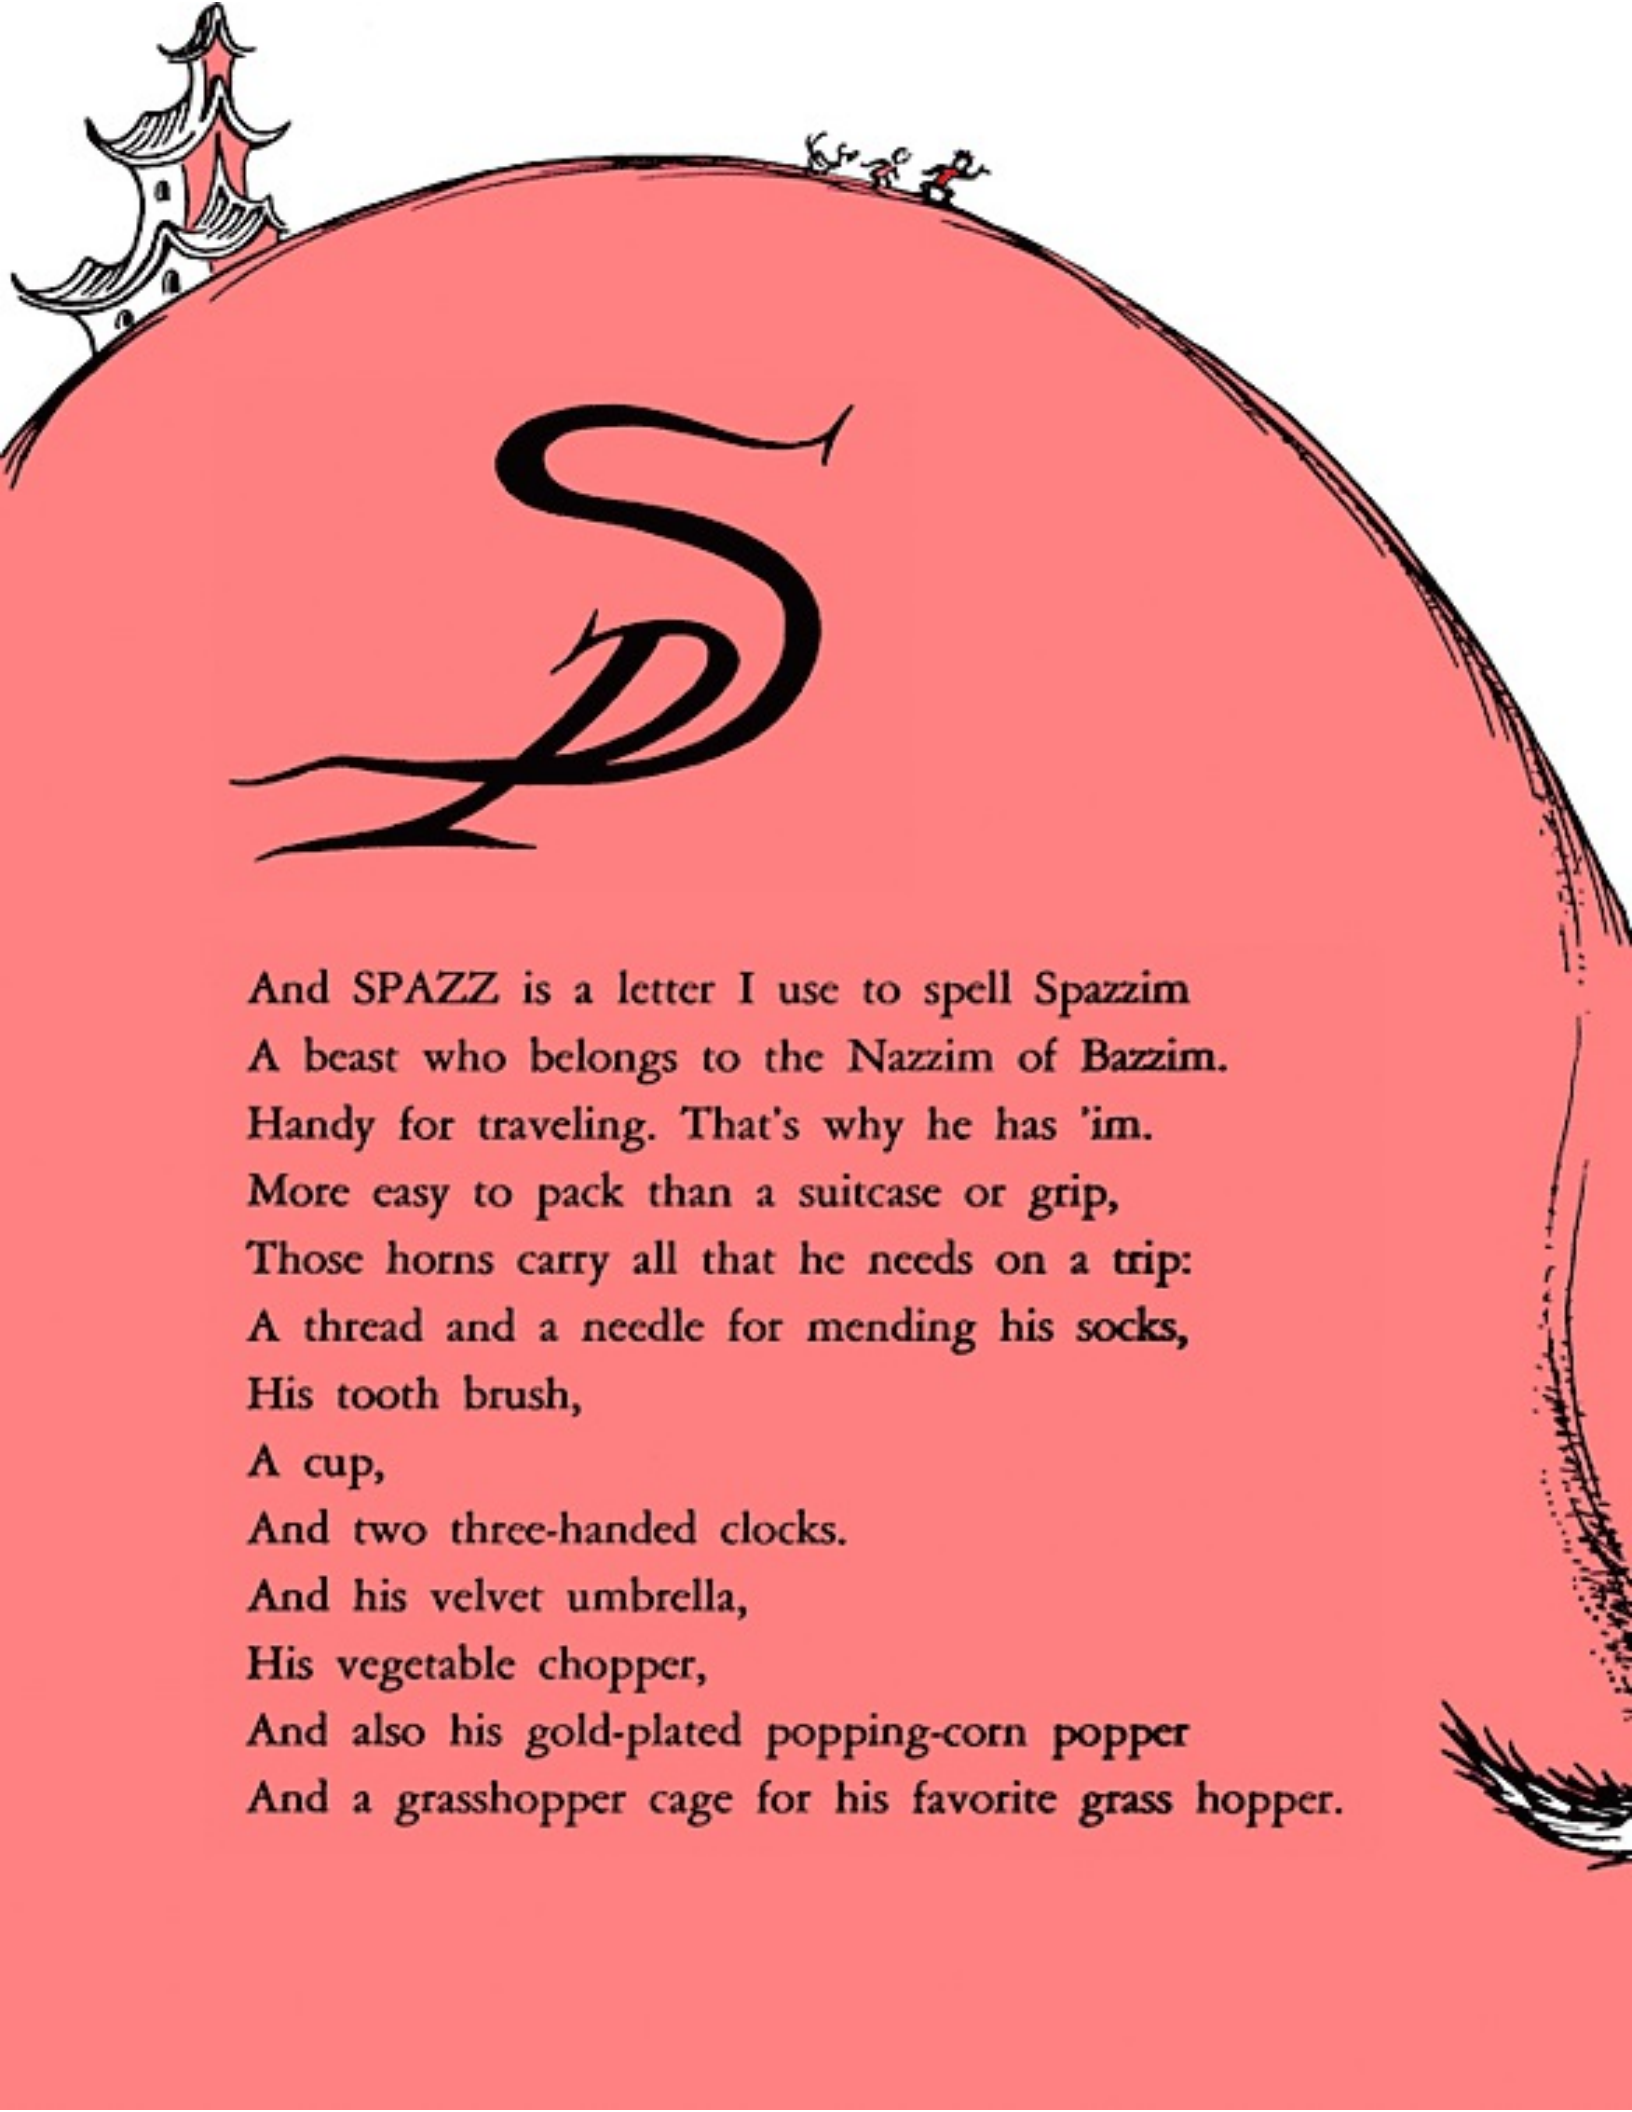 And SPAZZ is a letter I use to spell Spazzim
A beast who belongs to the Nazzim of Bazzim.
Handy for traveling. That's why he has 'im.
More easy to pack than a suitcase or grip,
Those horns carry all that he needs on a trip:
A thread and a needle for mending his socks,
His tooth brush,
A cup,
And two three-handed clocks.
And his velvet umbrella,
His vegetable chopper,
And also his gold-plated popping-corn popper
And a grasshopper cage for his favorite grass hopper.